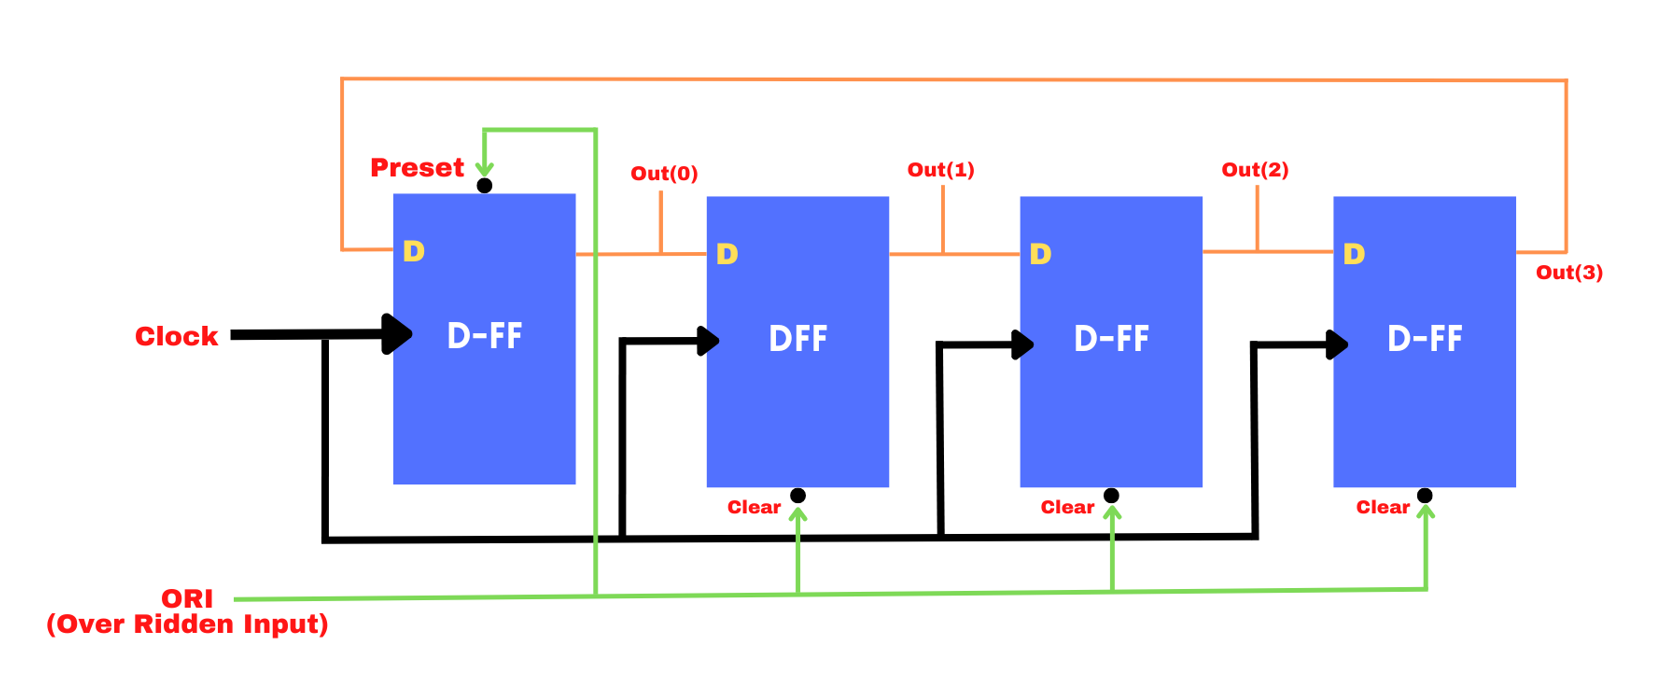 Preset
Out(0)
Out(1)
Out(2)
D
D
D
D
Out(3)
Clock
D-FF
DFF
D-FF
D-FF
Clear
Clear
Clear
ORI
(Over Ridden Input)